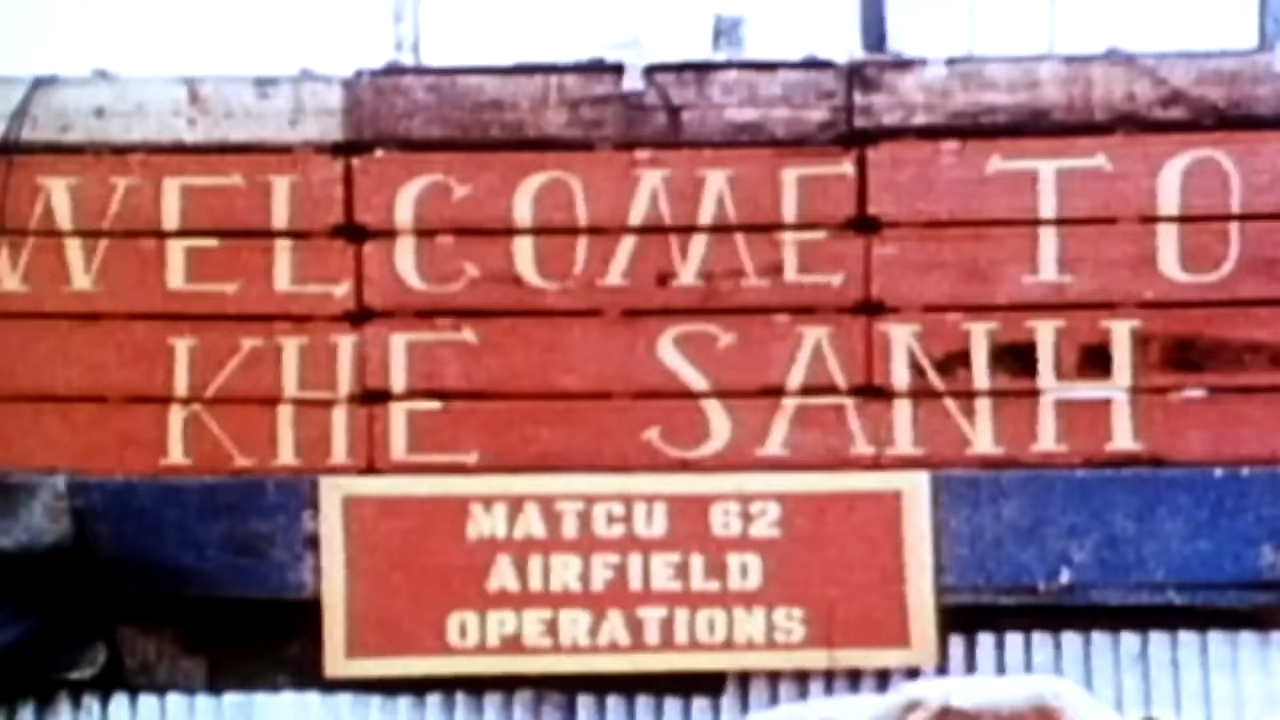 WELCOME TO
KHE SANH
MATCU 62
AIRFIELD
OPERATIONS